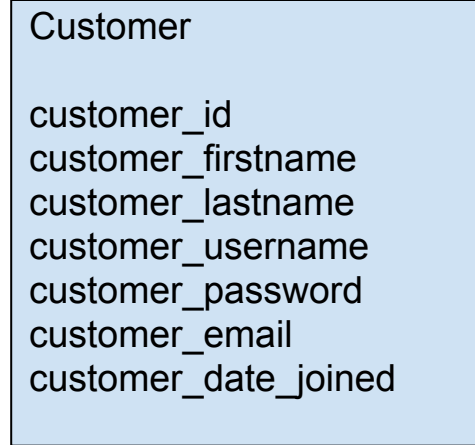 Customer
customer_id
customer_firstname
customer_lastname
customer_username
customer_password
customer_email
customer_date_joined